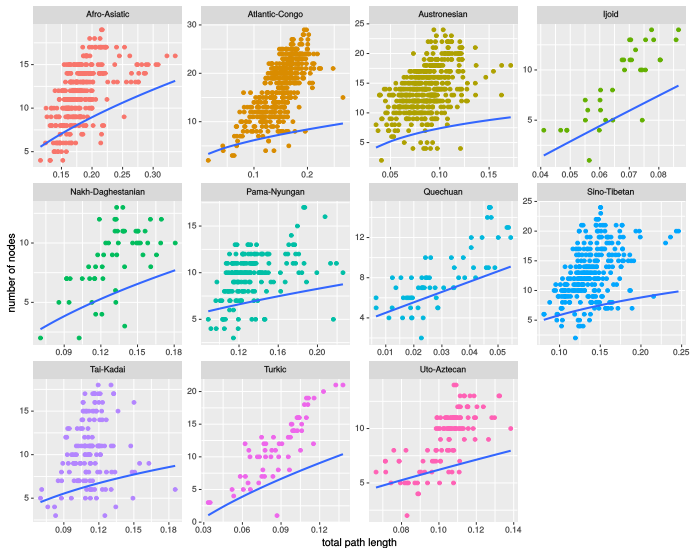 Afro-Asiatic Atlantic-Congo Austronesian Ijoid
15 10 5
30 20 10 0
25 20 15 10 5
10 5
0.15 0.20 0.25 0.30
0.1 0.2
0.05 0.10 0.15
0.04 0.05 0.06 0.07 0.08
Nakh-Daghestanian Pama-Nyungan Quechuan Sino-Tibetan
10 5
15 10 5
12 8 4
25 20 15 10 5
0.09 0.12 0.15 0.18
0.12 0.16 0.20
0.01 0.02 0.03 0.04 0.05
0.10 0.15 0.20 0.25
Tai-Kadai Turkic Uto-Aztecan
15 10 5
20 15 10 5 0
10 5
0.09 0.12 0.15 0.18
0.03 0.06 0.09 0.12
0.08 0.10 0.12 0.14
number of nodes
total path length